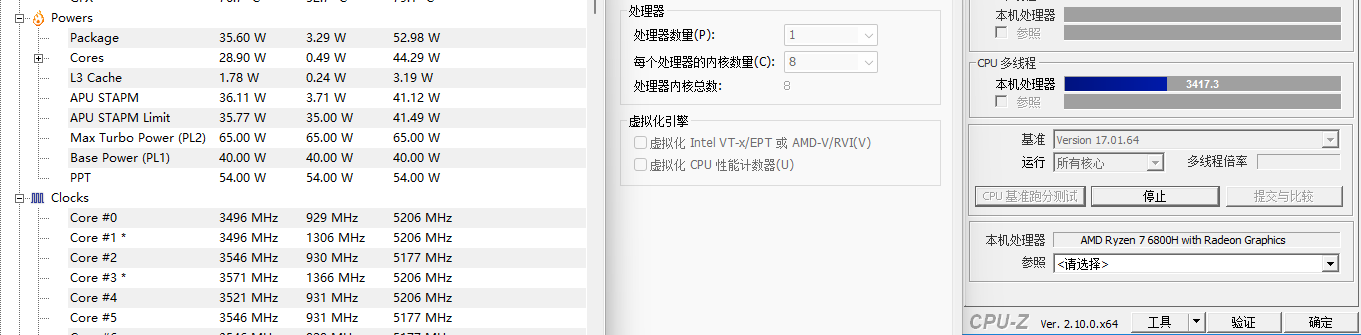 Powers
Package 35.60 W 3.29 W 52.98 W
Cores 28.90 W 0.49 W 44.29 W
L3 Cache 1.78 W 0.24 W 3.19 W
APU STAPM 36.11 W 3.71 W 41.12 W
APU STAPM Limit 35.77 W 35.00 W 41.49 W
Max Turbo Power (PL2) 65.00 W 65.00 W 65.00 W
Base Power (PL1) 40.00 W 40.00 W 40.00 W
PPT 54.00 W 54.00 W 54.00 W
Clocks
Core #0 3496 MHz 929 MHz 5206 MHz
Core #1 * 3496 MHz 1306 MHz 5206 MHz
Core #2 3546 MHz 930 MHz 5177 MHz
Core #3 * 3571 MHz 1366 MHz 5206 MHz
Core #4 3521 MHz 931 MHz 5206 MHz
Core #5 3546 MHz 931 MHz 5177 MHz
处理器
处理器数量(P): 1
每个处理器的内核数量(C): 8
处理器内核总数: 8
虚拟化引擎
虚拟化 Intel VT-x/EPT 或 AMD-V/RVI(V)
虚拟化 CPU 性能计数器(U)
本机处理器
参照
CPU 多线程
本机处理器 3417.3
参照
基准 Version 17.01.64
运行 所有核心 多线程倍率
CPU 基准跑分测试 停止 提交与比较
本机处理器 AMD Ryzen 7 6800H with Radeon Graphics
参照 <请选择>
CPU-Z Ver. 2.10.0.x64 工具 验证 确定